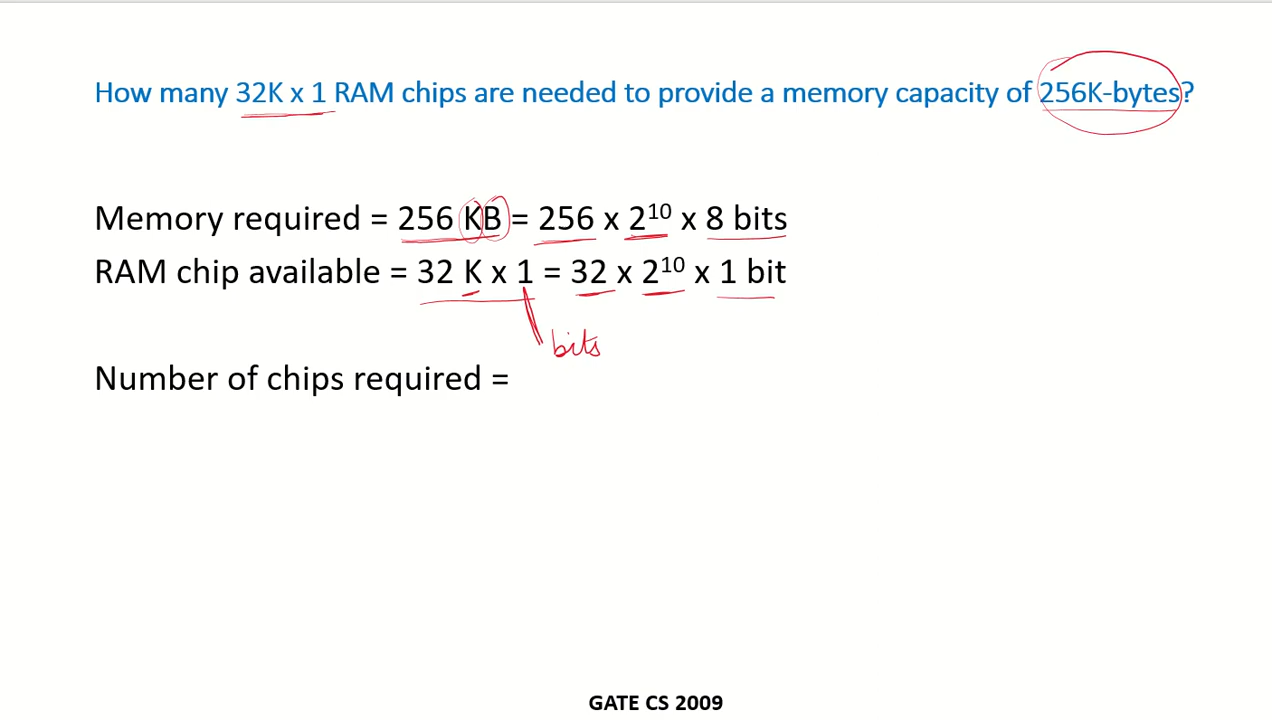 How many 32K x 1 RAM chips are needed to provide a memory capacity of 256K-bytes?
Memory required = 256 KB = 256 x 2¹⁰ x 8 bits
RAM chip available = 32 K x 1 = 32 x 2¹⁰ x 1 bit
bits
Number of chips required =
GATE CS 2009